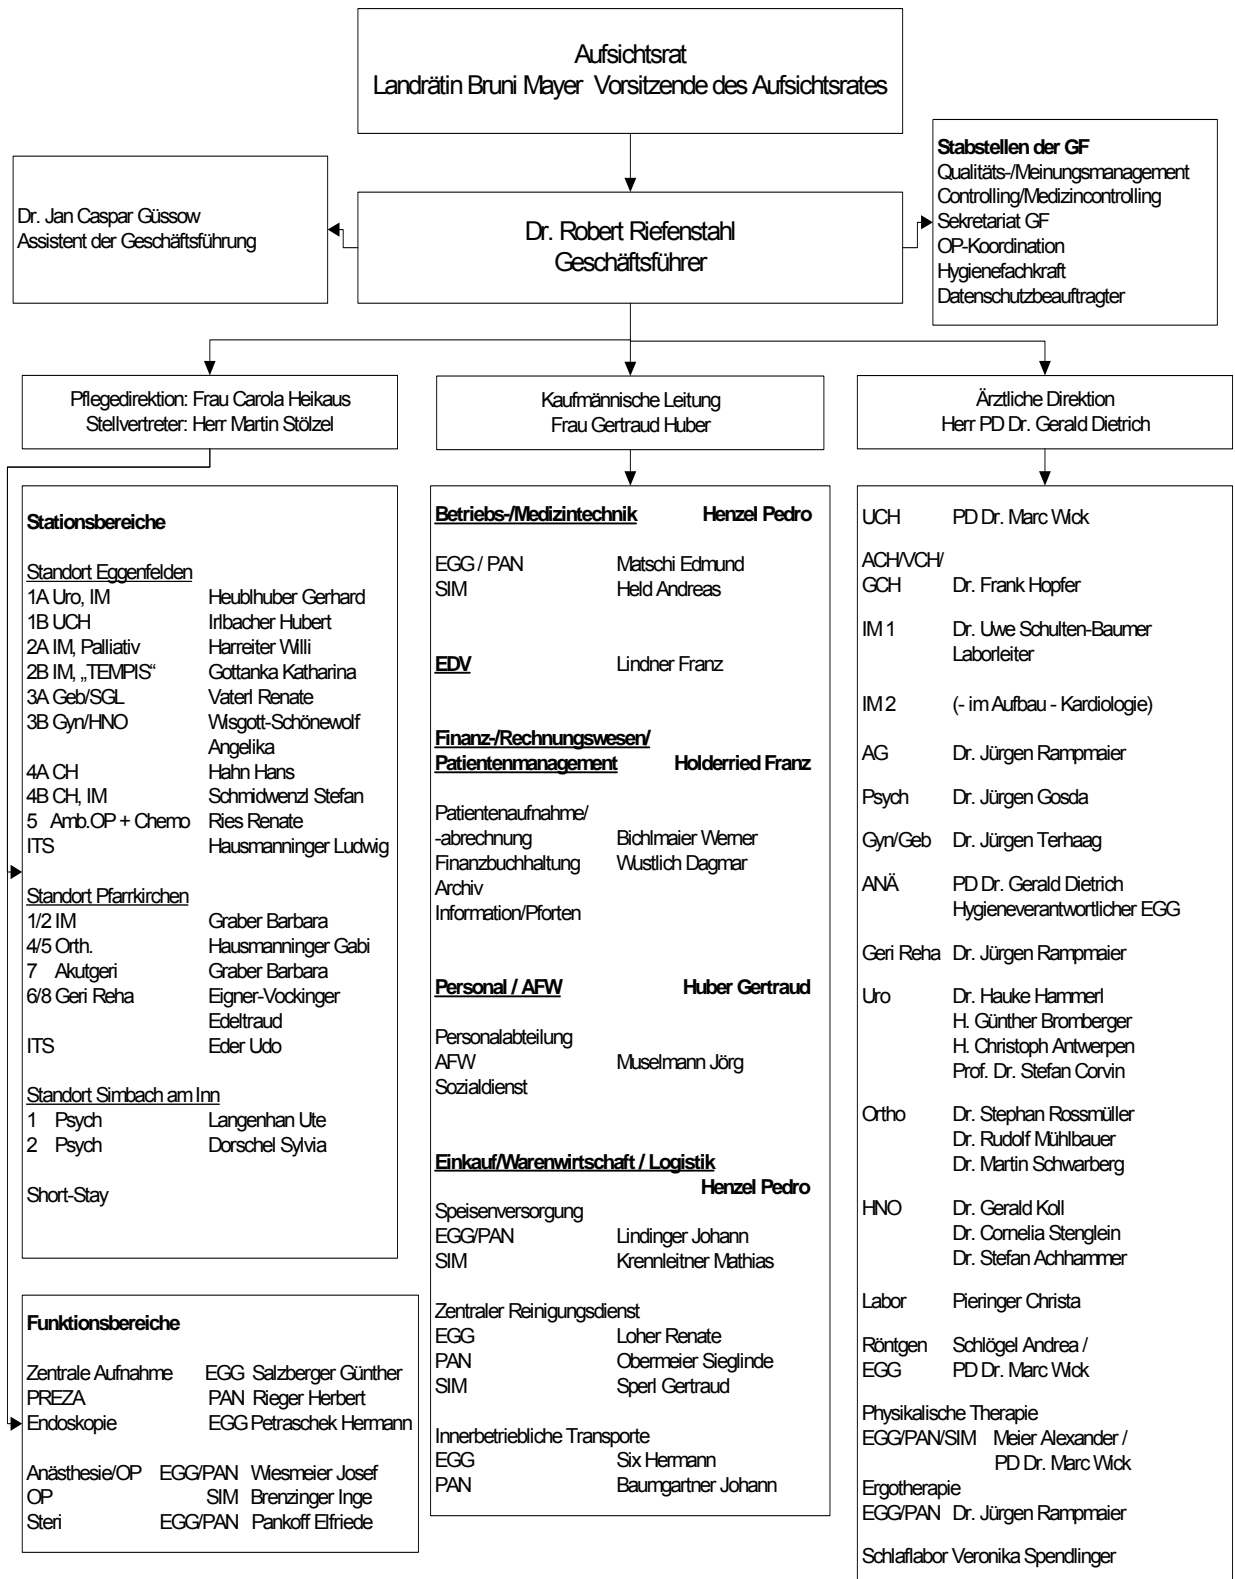 Aufsichtsrat
Landrätin Bruni Mayer Vorsitzende des Aufsichtsrates
Dr. Jan Caspar Güssow
Assistent der Geschäftsführung
Dr. Robert Riefenstahl
Geschäftsführer
Stabstellen der GF
Qualitäts-/Meinungsmanagement
Controlling/Medizincontrolling
Sekretariat GF
OP-Koordination
Hygienefachkraft
Datenschutzbeauftragter
Pflegedirektion: Frau Carola Heikaus
Stellvertreter: Herr Martin Stölzel
Kaufmännische Leitung
Frau Gertraud Huber
Ärztliche Direktion
Herr PD Dr. Gerald Dietrich
Stationsbereiche
Standort Eggenfelden
1A Uro, IM Heublhuber Gerhard
1B UCH Irlbacher Hubert
2A IM, Palliativ Harreiter Willi
2B IM, „TEMPIS“ Gottanka Katharina
3A Geb/SGL Vaterl Renate
3B Gyn/HNO Wisgott-Schönewolf
Angelika
4A CH Hahn Hans
4B CH, IM Schmidwenzl Stefan
5 Amb.OP + Chemo Ries Renate
ITS Hausmanninger Ludwig
Standort Pfarrkirchen
1/2 IM Graber Barbara
4/5 Orth. Hausmanninger Gabi
7 Akutgeri Graber Barbara
6/8 Geri Reha Eigner-Vockinger
Edeltraud
ITS Eder Udo
Standort Simbach am Inn
1 Psych Langenhan Ute
2 Psych Dorschel Sylvia
Short-Stay
Funktionsbereiche
Zentrale Aufnahme EGG Salzberger Günther
PREZA PAN Rieger Herbert
Endoskopie EGG Petraschek Hermann
Anästhesie/OP EGG/PAN Wiesmeier Josef
OP SIM Brenzinger Inge
Steri EGG/PAN Pankoff Elfriede
Betriebs-/Medizintechnik Henzel Pedro
EGG / PAN Matschi Edmund
SIM Held Andreas
EDV Lindner Franz
Finanz-/Rechnungswesen/
Patientenmanagement Holderried Franz
Patientenaufnahme/
-abrechnung Bichlmaier Werner
Finanzbuchhaltung Wustlich Dagmar
Archiv
Information/Pforten
Personal / AFW Huber Gertraud
Personalabteilung
AFW Muselmann Jörg
Sozialdienst
Einkauf/Warenwirtschaft / Logistik
Henzel Pedro
Speisenversorgung
EGG/PAN Lindinger Johann
SIM Krennleitner Mathias
Zentraler Reinigungsdienst
EGG Loher Renate
PAN Obermeier Sieglinde
SIM Sperl Gertraud
Innerbetriebliche Transporte
EGG Six Hermann
PAN Baumgartner Johann
UCH PD Dr. Marc Wick
ACH/VCH/
GCH Dr. Frank Hopfer
IM 1 Dr. Uwe Schulten-Baumer
Laborleiter
IM 2 (- im Aufbau - Kardiologie)
AG Dr. Jürgen Rampmaier
Psych Dr. Jürgen Gosda
Gyn/Geb Dr. Jürgen Terhaag
ANÄ PD Dr. Gerald Dietrich
Hygieneverantwortlicher EGG
Geri Reha Dr. Jürgen Rampmaier
Uro Dr. Hauke Hammerl
H. Günther Bromberger
H. Christoph Antwerpen
Prof. Dr. Stefan Corvin
Ortho Dr. Stephan Rossmüller
Dr. Rudolf Mühlbauer
Dr. Martin Schwarberg
HNO Dr. Gerald Koll
Dr. Cornelia Stenglein
Dr. Stefan Achhammer
Labor Pieringer Christa
Röntgen Schlögel Andrea /
EGG PD Dr. Marc Wick
Physikalische Therapie
EGG/PAN/SIM Meier Alexander /
PD Dr. Marc Wick
Ergotherapie
EGG/PAN Dr. Jürgen Rampmaier
Schlaflabor Veronika Spendlinger